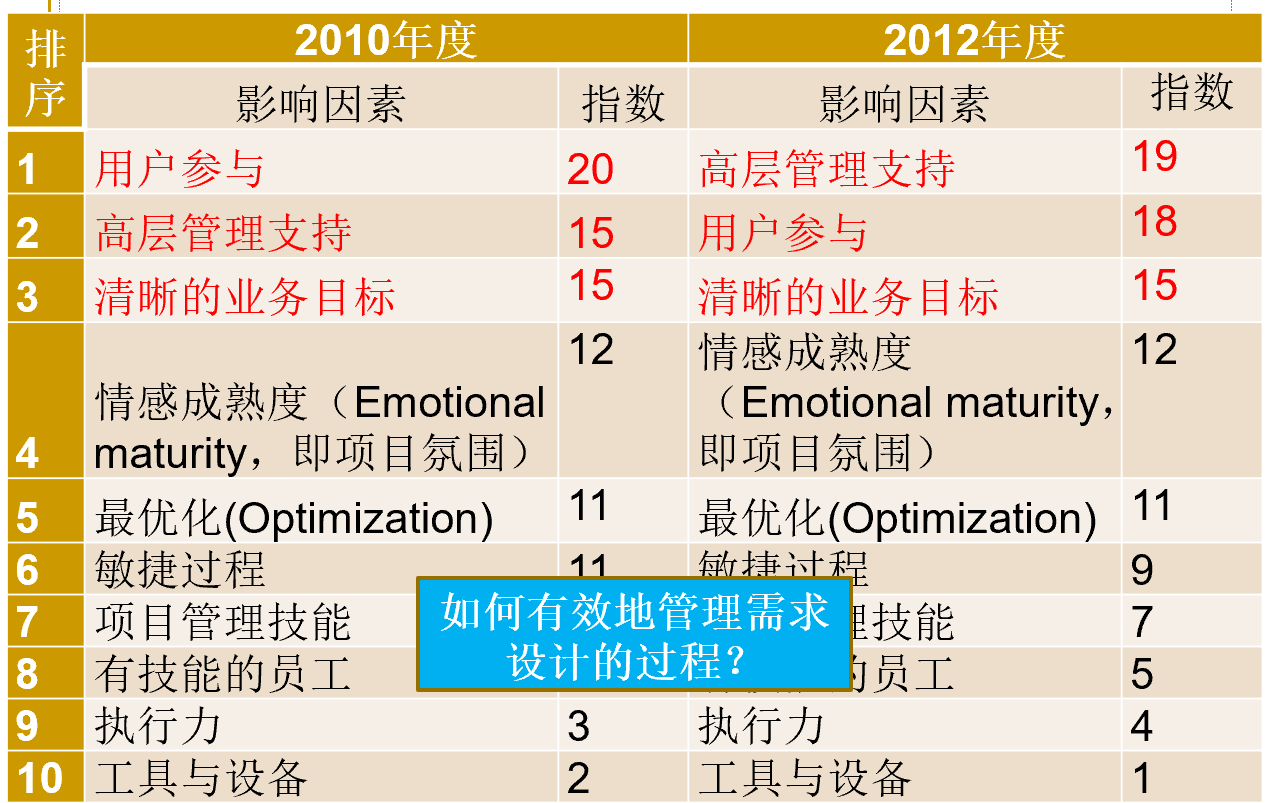 排序 2010年度 2012年度
影响因素 指数 影响因素 指数
1 用户参与 20 高层管理支持 19
2 高层管理支持 15 用户参与 18
3 清晰的业务目标 15 清晰的业务目标 15
4 情感成熟度（Emotional maturity，即项目氛围） 12 情感成熟度（Emotional maturity，即项目氛围） 12
5 最优化(Optimization) 11 最优化(Optimization) 11
6 敏捷过程 11 敏捷过程 9
7 项目管理技能 理技能 7
8 有技能的员工 的员工 5
如何有效地管理需求
设计的过程？
9 执行力 3 执行力 4
10 工具与设备 2 工具与设备 1